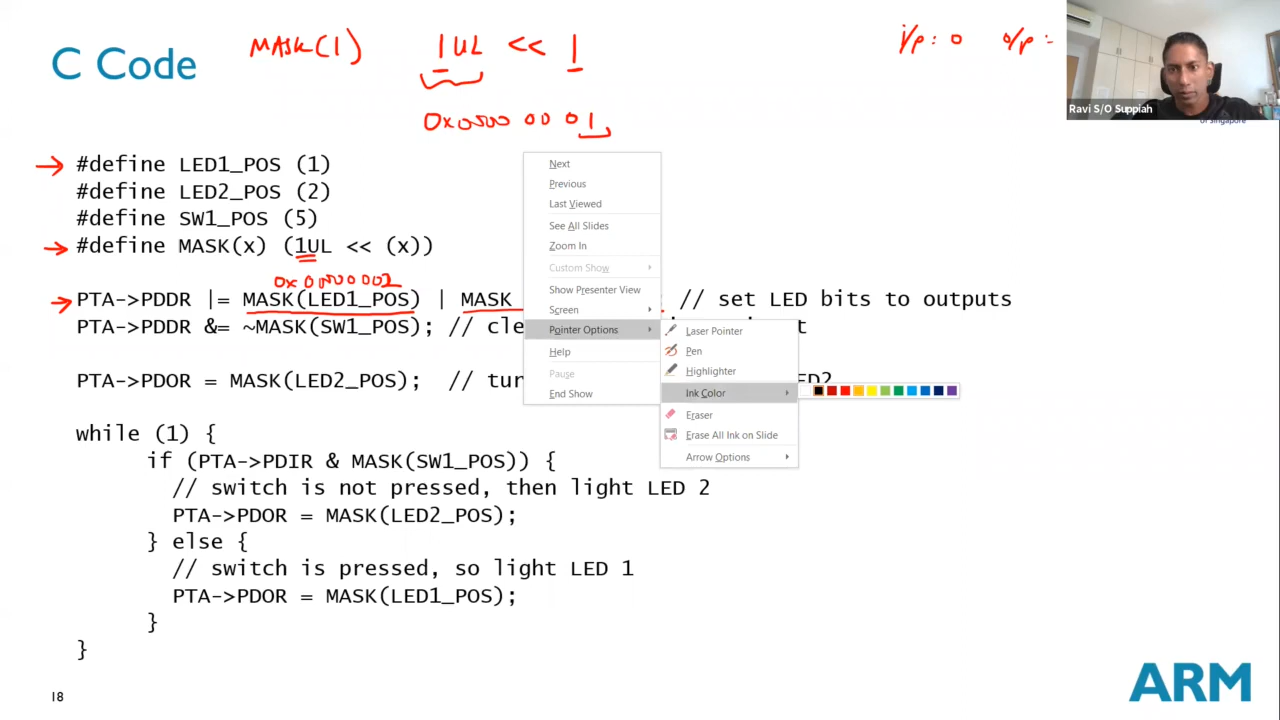 C Code
MASK(1) 1UL << 1
i/p : 0 o/p :
0x00000001
Ravi S/O Suppiah
of Singapore
#define LED1_POS (1)
#define LED2_POS (2)
#define SW1_POS (5)
#define MASK(x) (1UL << (x))
0x00000002
PTA->PDDR |= MASK(LED1_POS) | MASK // set LED bits to outputs
PTA->PDDR &= ~MASK(SW1_POS); // cle t
PTA->PDOR = MASK(LED2_POS); // tur LED2
while (1) {
if (PTA->PDIR & MASK(SW1_POS)) {
// switch is not pressed, then light LED 2
PTA->PDOR = MASK(LED2_POS);
} else {
// switch is pressed, so light LED 1
PTA->PDOR = MASK(LED1_POS);
}
}
Next
Previous
Last Viewed
See All Slides
Zoom In
Custom Show
Show Presenter View
Screen
Pointer Options
Help
Pause
End Show
Laser Pointer
Pen
Highlighter
Ink Color
Eraser
Erase All Ink on Slide
Arrow Options
18
ARM